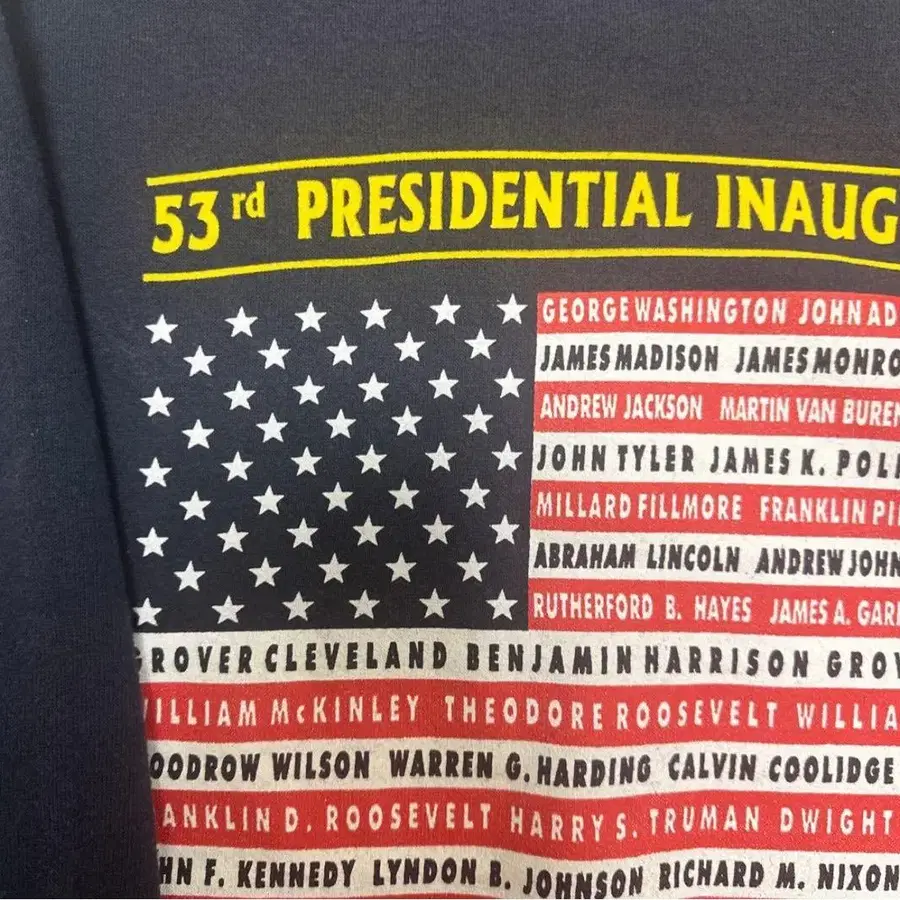 53rd PRESIDENTIAL INAUG
GEORGE WASHINGTON JOHN AD
JAMES MADISON JAMES MONRO
ANDREW JACKSON MARTIN VAN BUREN
JOHN TYLER JAMES K. POL
MILLARD FILLMORE FRANKLIN PI
ABRAHAM LINCOLN ANDREW JOHN
RUTHERFORD B. HAYES JAMES A. GAR
GROVER CLEVELAND BENJAMIN HARRISON GROV
WILLIAM McKINLEY THEODORE ROOSEVELT WILLIA
OODROW WILSON WARREN G. HARDING CALVIN COOLIDGE
ANKLIN D. ROOSEVELT HARRY S. TRUMAN DWIGHT
HN F. KENNEDY LYNDON B. JOHNSON RICHARD M. NIXON